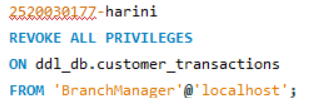 2520030177-harini
REVOKE ALL PRIVILEGES
ON ddl_db.customer_transactions
FROM 'BranchManager'@'localhost';